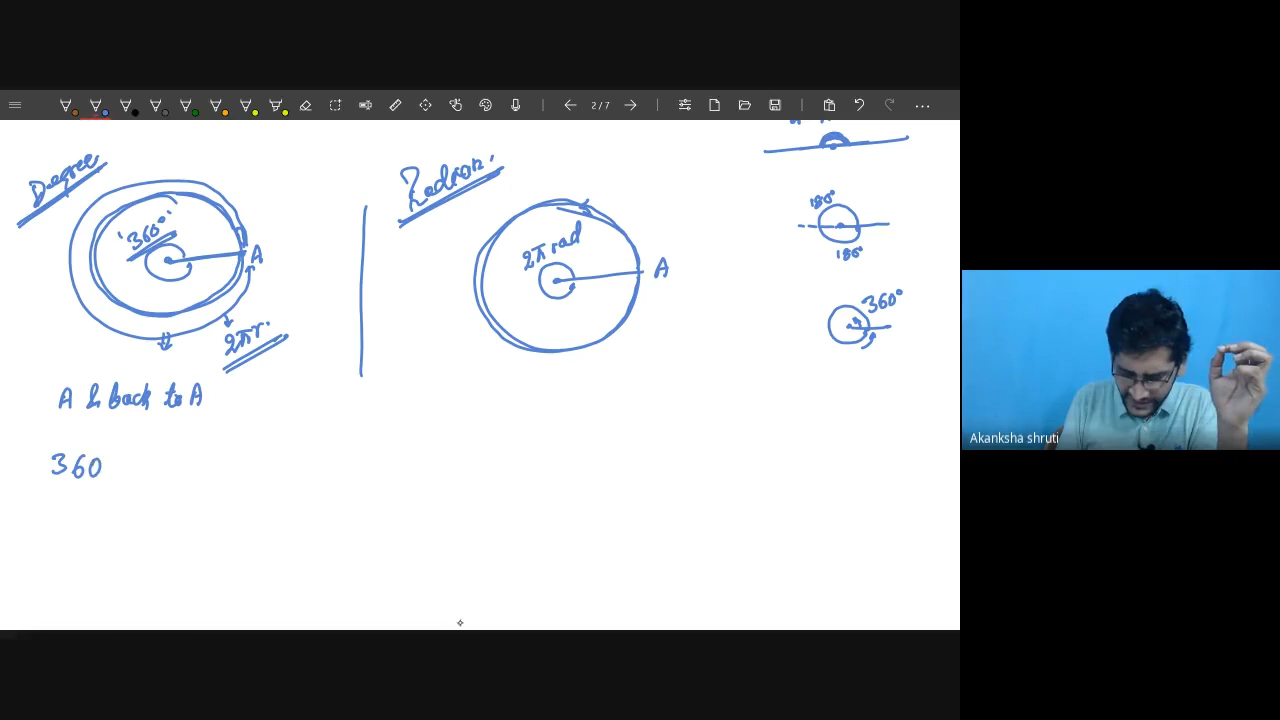 2/7
Degree
Radian.
'360°'
A
2πr.
A & back to A
360
2π rad
A
180°
180°
360°
Akanksha shruti